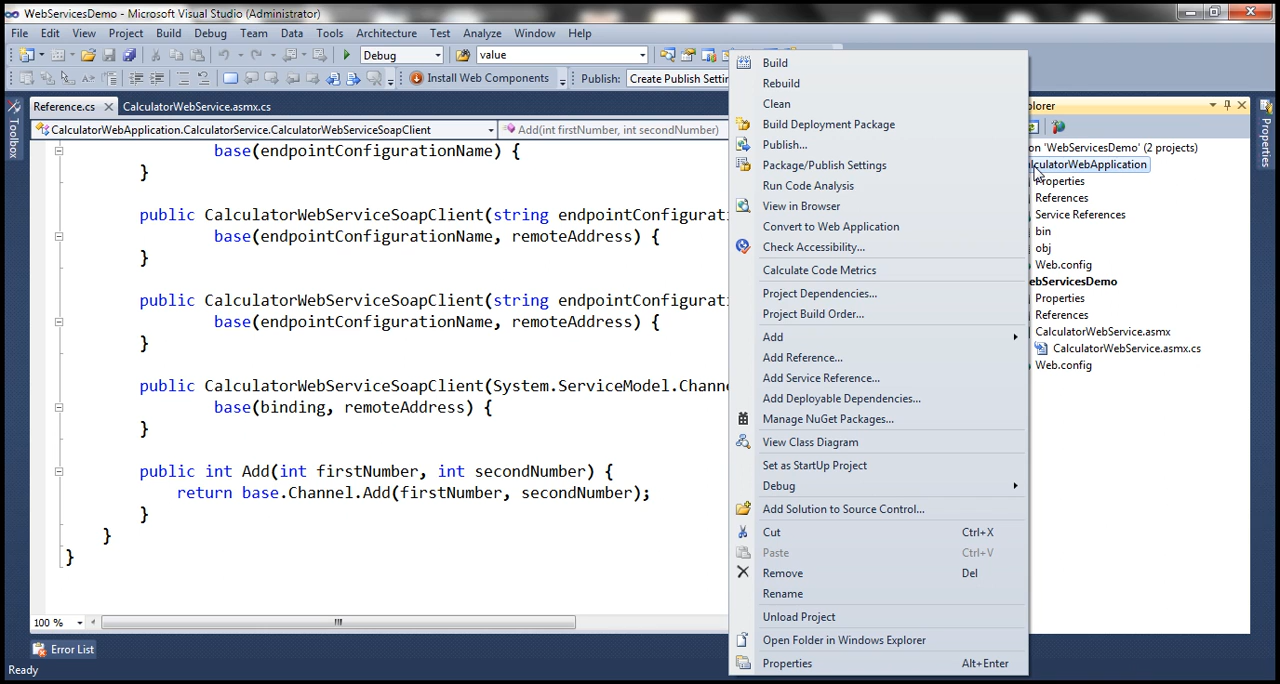 WebServicesDemo - Microsoft Visual Studio (Administrator)
File Edit View Project Build Debug Team Data Tools Architecture Test Analyze Window Help
Debug value
Install Web Components Publish: Create Publish Settin
Reference.cs CalculatorWebService.asmx.cs
CalculatorWebApplication.CalculatorService.CalculatorWebServiceSoapClient Add(int firstNumber, int secondNumber)
Toolbox
base(endpointConfigurationName) {
}
public CalculatorWebServiceSoapClient(string endpointConfigurati
base(endpointConfigurationName, remoteAddress) {
}
public CalculatorWebServiceSoapClient(string endpointConfigurati
base(endpointConfigurationName, remoteAddress) {
}
public CalculatorWebServiceSoapClient(System.ServiceModel.Channe
base(binding, remoteAddress) {
}
public int Add(int firstNumber, int secondNumber) {
return base.Channel.Add(firstNumber, secondNumber);
}
}
}
100 %
Error List
Ready
Build
Rebuild
Clean
Build Deployment Package
Publish...
Package/Publish Settings
Run Code Analysis
View in Browser
Convert to Web Application
Check Accessibility...
Calculate Code Metrics
Project Dependencies...
Project Build Order...
Add
Add Reference...
Add Service Reference...
Add Deployable Dependencies...
Manage NuGet Packages...
View Class Diagram
Set as StartUp Project
Debug
Add Solution to Source Control...
Cut Ctrl+X
Paste Ctrl+V
Remove Del
Rename
Unload Project
Open Folder in Windows Explorer
Properties Alt+Enter
lorer
on 'WebServicesDemo' (2 projects)
lculatorWebApplication
Properties
References
Service References
bin
obj
Web.config
ebServicesDemo
Properties
References
CalculatorWebService.asmx
CalculatorWebService.asmx.cs
Web.config
Properties